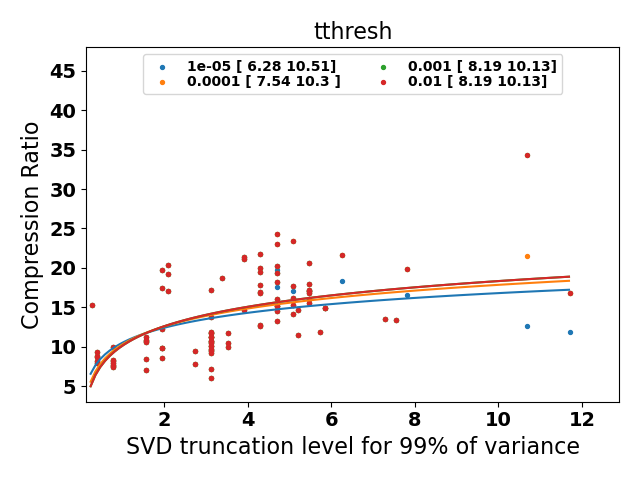 tthresh
1e-05 [ 6.28 10.51]
0.0001 [ 7.54 10.3 ]
0.001 [ 8.19 10.13]
0.01 [ 8.19 10.13]
Compression Ratio
45
40
35
30
25
20
15
10
5
2 4 6 8 10 12
SVD truncation level for 99% of variance